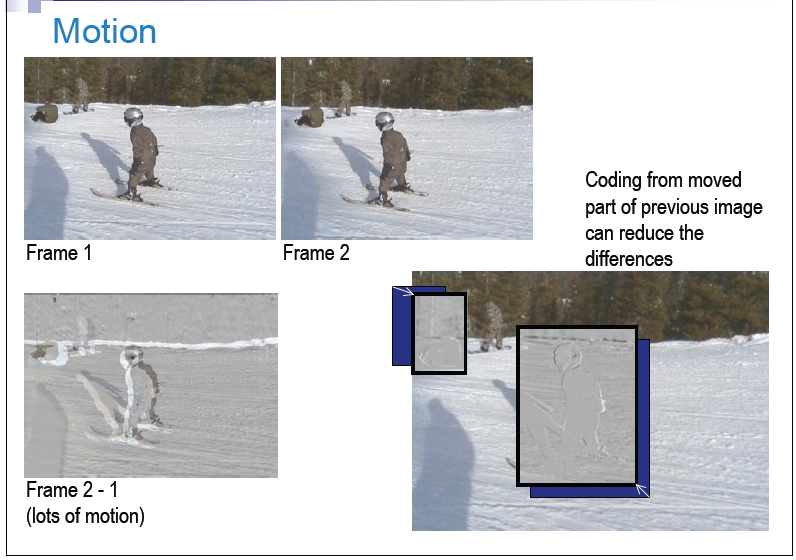 Motion
Frame 1
Frame 2
Coding from moved
part of previous image
can reduce the
differences
Frame 2 - 1
(lots of motion)